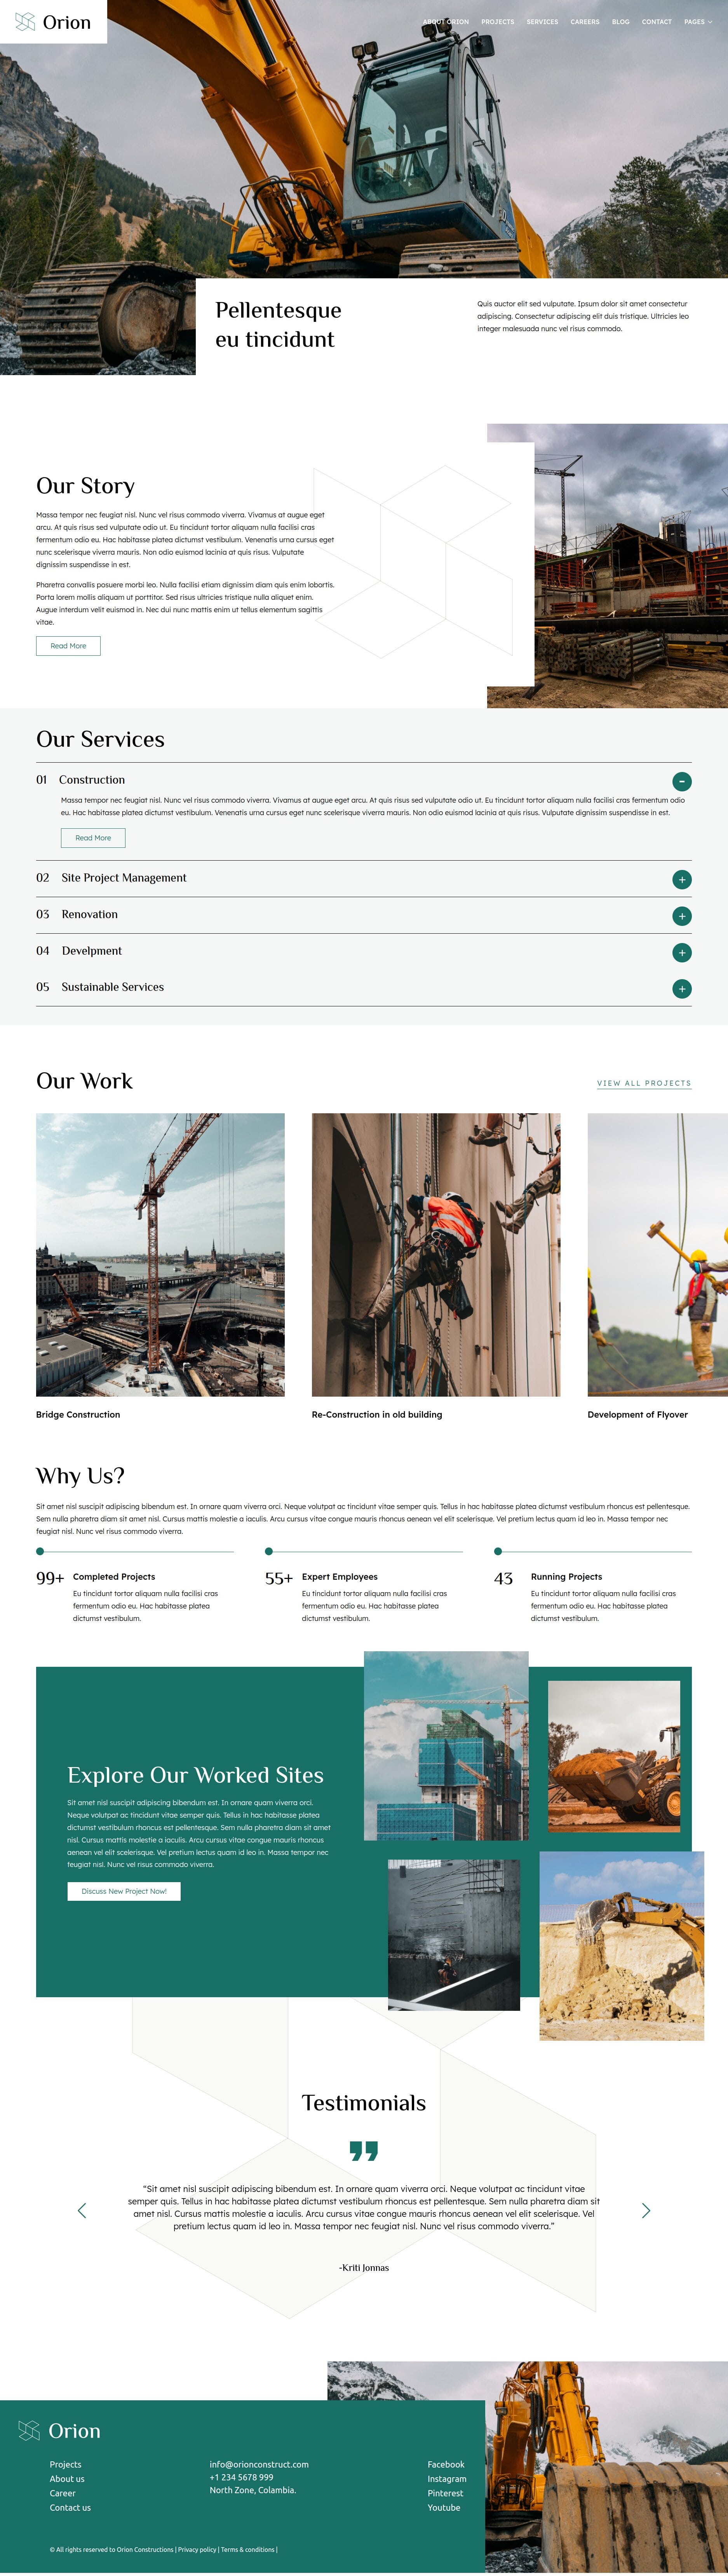 Orion
ABOUT ORION PROJECTS SERVICES CAREERS BLOG CONTACT PAGES
Pellentesque
eu tincidunt
Quis auctor elit sed vulputate. Ipsum dolor sit amet consectetur
adipiscing. Consectetur adipiscing elit duis tristique. Ultricies leo
integer malesuada nunc vel risus commodo.
Our Story
Massa tempor nec feugiat nisl. Nunc vel risus commodo viverra. Vivamus at augue eget
arcu. At quis risus sed vulputate odio ut. Eu tincidunt tortor aliquam nulla facilisi cras
fermentum odio eu. Hac habitasse platea dictumst vestibulum. Venenatis urna cursus eget
nunc scelerisque viverra mauris. Non odio euismod lacinia at quis risus. Vulputate
dignissim suspendisse in est.
Pharetra convallis posuere morbi leo. Nulla facilisi etiam dignissim diam quis enim lobortis.
Porta lorem mollis aliquam ut porttitor. Sed risus ultricies tristique nulla aliquet enim.
Augue interdum velit euismod in. Nec dui nunc mattis enim ut tellus elementum sagittis
vitae.
Read More
Our Services
01 Construction
-
Massa tempor nec feugiat nisl. Nunc vel risus commodo viverra. Vivamus at augue eget arcu. At quis risus sed vulputate odio ut. Eu tincidunt tortor aliquam nulla facilisi cras fermentum odio
eu. Hac habitasse platea dictumst vestibulum. Venenatis urna cursus eget nunc scelerisque viverra mauris. Non odio euismod lacinia at quis risus. Vulputate dignissim suspendisse in est.
Read More
02 Site Project Management +
03 Renovation +
04 Develpment +
05 Sustainable Services +
Our Work
VIEW ALL PROJECTS
Bridge Construction
Re-Construction in old building
Development of Flyover
Why Us?
Sit amet nisl suscipit adipiscing bibendum est. In ornare quam viverra orci. Neque volutpat ac tincidunt vitae semper quis. Tellus in hac habitasse platea dictumst vestibulum rhoncus est pellentesque.
Sem nulla pharetra diam sit amet nisl. Cursus mattis molestie a iaculis. Arcu cursus vitae congue mauris rhoncus aenean vel elit scelerisque. Vel pretium lectus quam id leo in. Massa tempor nec
feugiat nisl. Nunc vel risus commodo viverra.
99+ Completed Projects
Eu tincidunt tortor aliquam nulla facilisi cras
fermentum odio eu. Hac habitasse platea
dictumst vestibulum.
55+ Expert Employees
Eu tincidunt tortor aliquam nulla facilisi cras
fermentum odio eu. Hac habitasse platea
dictumst vestibulum.
43 Running Projects
Eu tincidunt tortor aliquam nulla facilisi cras
fermentum odio eu. Hac habitasse platea
dictumst vestibulum.
Explore Our Worked Sites
Sit amet nisl suscipit adipiscing bibendum est. In ornare quam viverra orci.
Neque volutpat ac tincidunt vitae semper quis. Tellus in hac habitasse platea
dictumst vestibulum rhoncus est pellentesque. Sem nulla pharetra diam sit amet
nisl. Cursus mattis molestie a iaculis. Arcu cursus vitae congue mauris rhoncus
aenean vel elit scelerisque. Vel pretium lectus quam id leo in. Massa tempor nec
feugiat nisl. Nunc vel risus commodo viverra.
Discuss New Project Now!
Testimonials
”
“Sit amet nisl suscipit adipiscing bibendum est. In ornare quam viverra orci. Neque volutpat ac tincidunt vitae
semper quis. Tellus in hac habitasse platea dictumst vestibulum rhoncus est pellentesque. Sem nulla pharetra diam sit
amet nisl. Cursus mattis molestie a iaculis. Arcu cursus vitae congue mauris rhoncus aenean vel elit scelerisque. Vel
pretium lectus quam id leo in. Massa tempor nec feugiat nisl. Nunc vel risus commodo viverra.”
-Kriti Jonnas
Orion
Projects
About us
Career
Contact us
info@orionconstruct.com
+1 234 5678 999
North Zone, Colambia.
Facebook
Instagram
Pinterest
Youtube
© All rights reserved to Orion Constructions | Privacy policy | Terms & conditions |